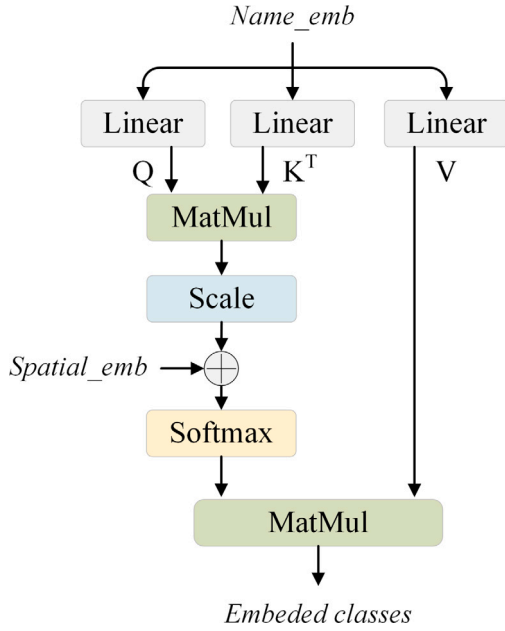 Name_emb
Linear Linear Linear
Q K^T V
MatMul
Scale
Spatial_emb
Softmax
MatMul
Embeded classes